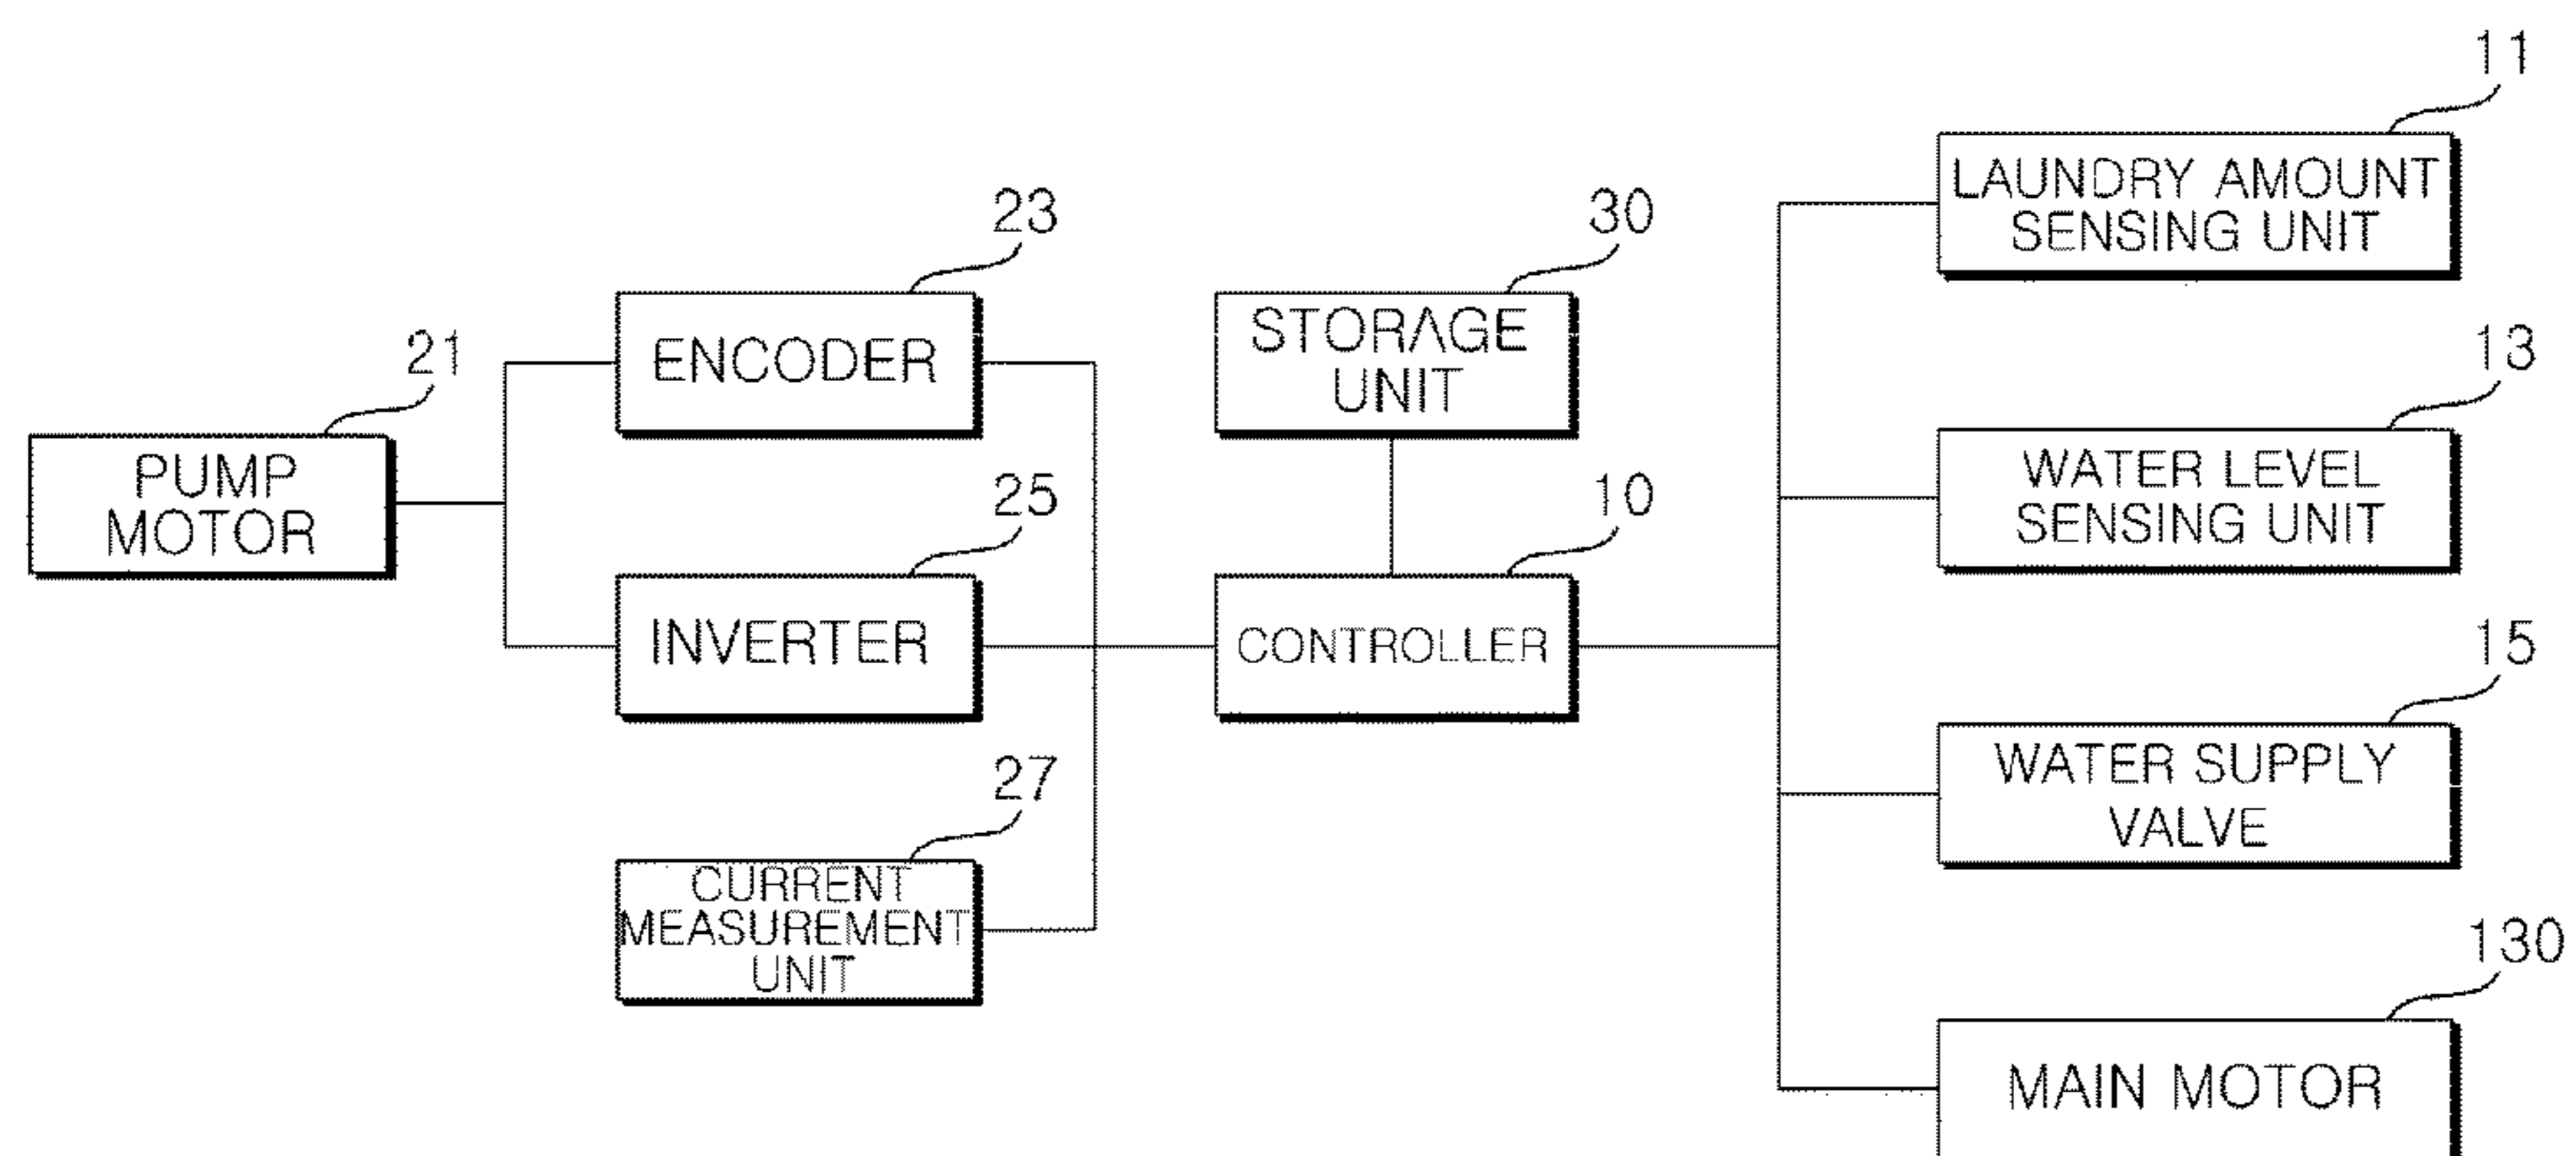 11
LAUNDRY AMOUNT
SENSING UNIT
23
30
ENCODER
STORAGE
UNIT
21
13
PUMP
MOTOR
WATER LEVEL
SENSING UNIT
25
10
INVERTER
CONTROLLER
15
WATER SUPPLY
VALVE
27
CURRENT
MEASUREMENT
UNIT
130
MAIN MOTOR